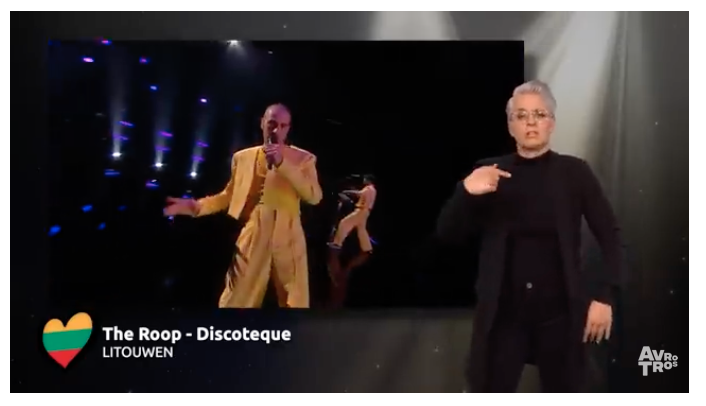 The Roop - Discoteque
LITOUWEN
AVRO
TROS